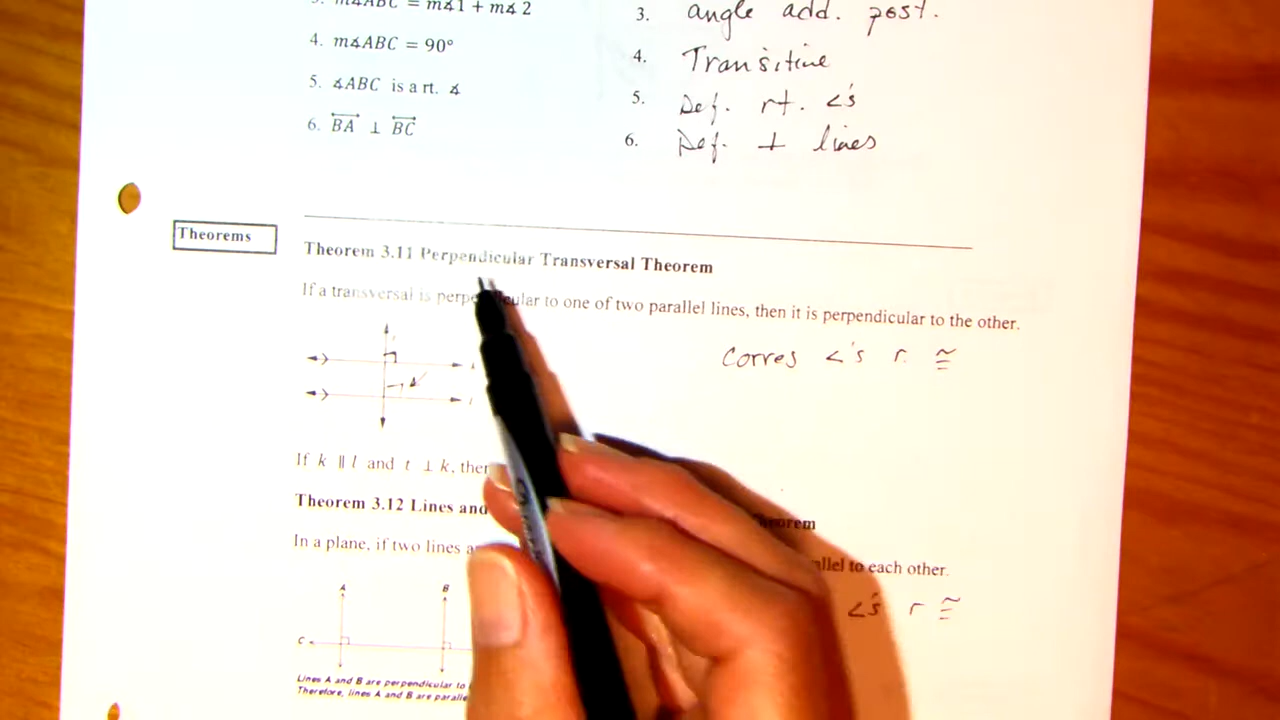 m∡ABC = m∡1 + m∡2
3. angle add. post.
4. m∡ABC = 90°
4. Transitive
5. ∡ABC is a rt. ∡
5. Def. rt. ∠'s
6. BA ⊥ BC
6. Def. ⊥ lines
Theorems
Theorem 3.11 Perpendicular Transversal Theorem
If a transversal is perpendicular to one of two parallel lines, then it is perpendicular to the other.
Corres ∠'s r ≅
If k ∥ l and t ⊥ k, then
Theorem 3.12 Lines and
Theorem
In a plane, if two lines
to each other.
∠'s r ≅
A
B
C
Lines A and B are perpendicular to
Therefore, lines A and B are